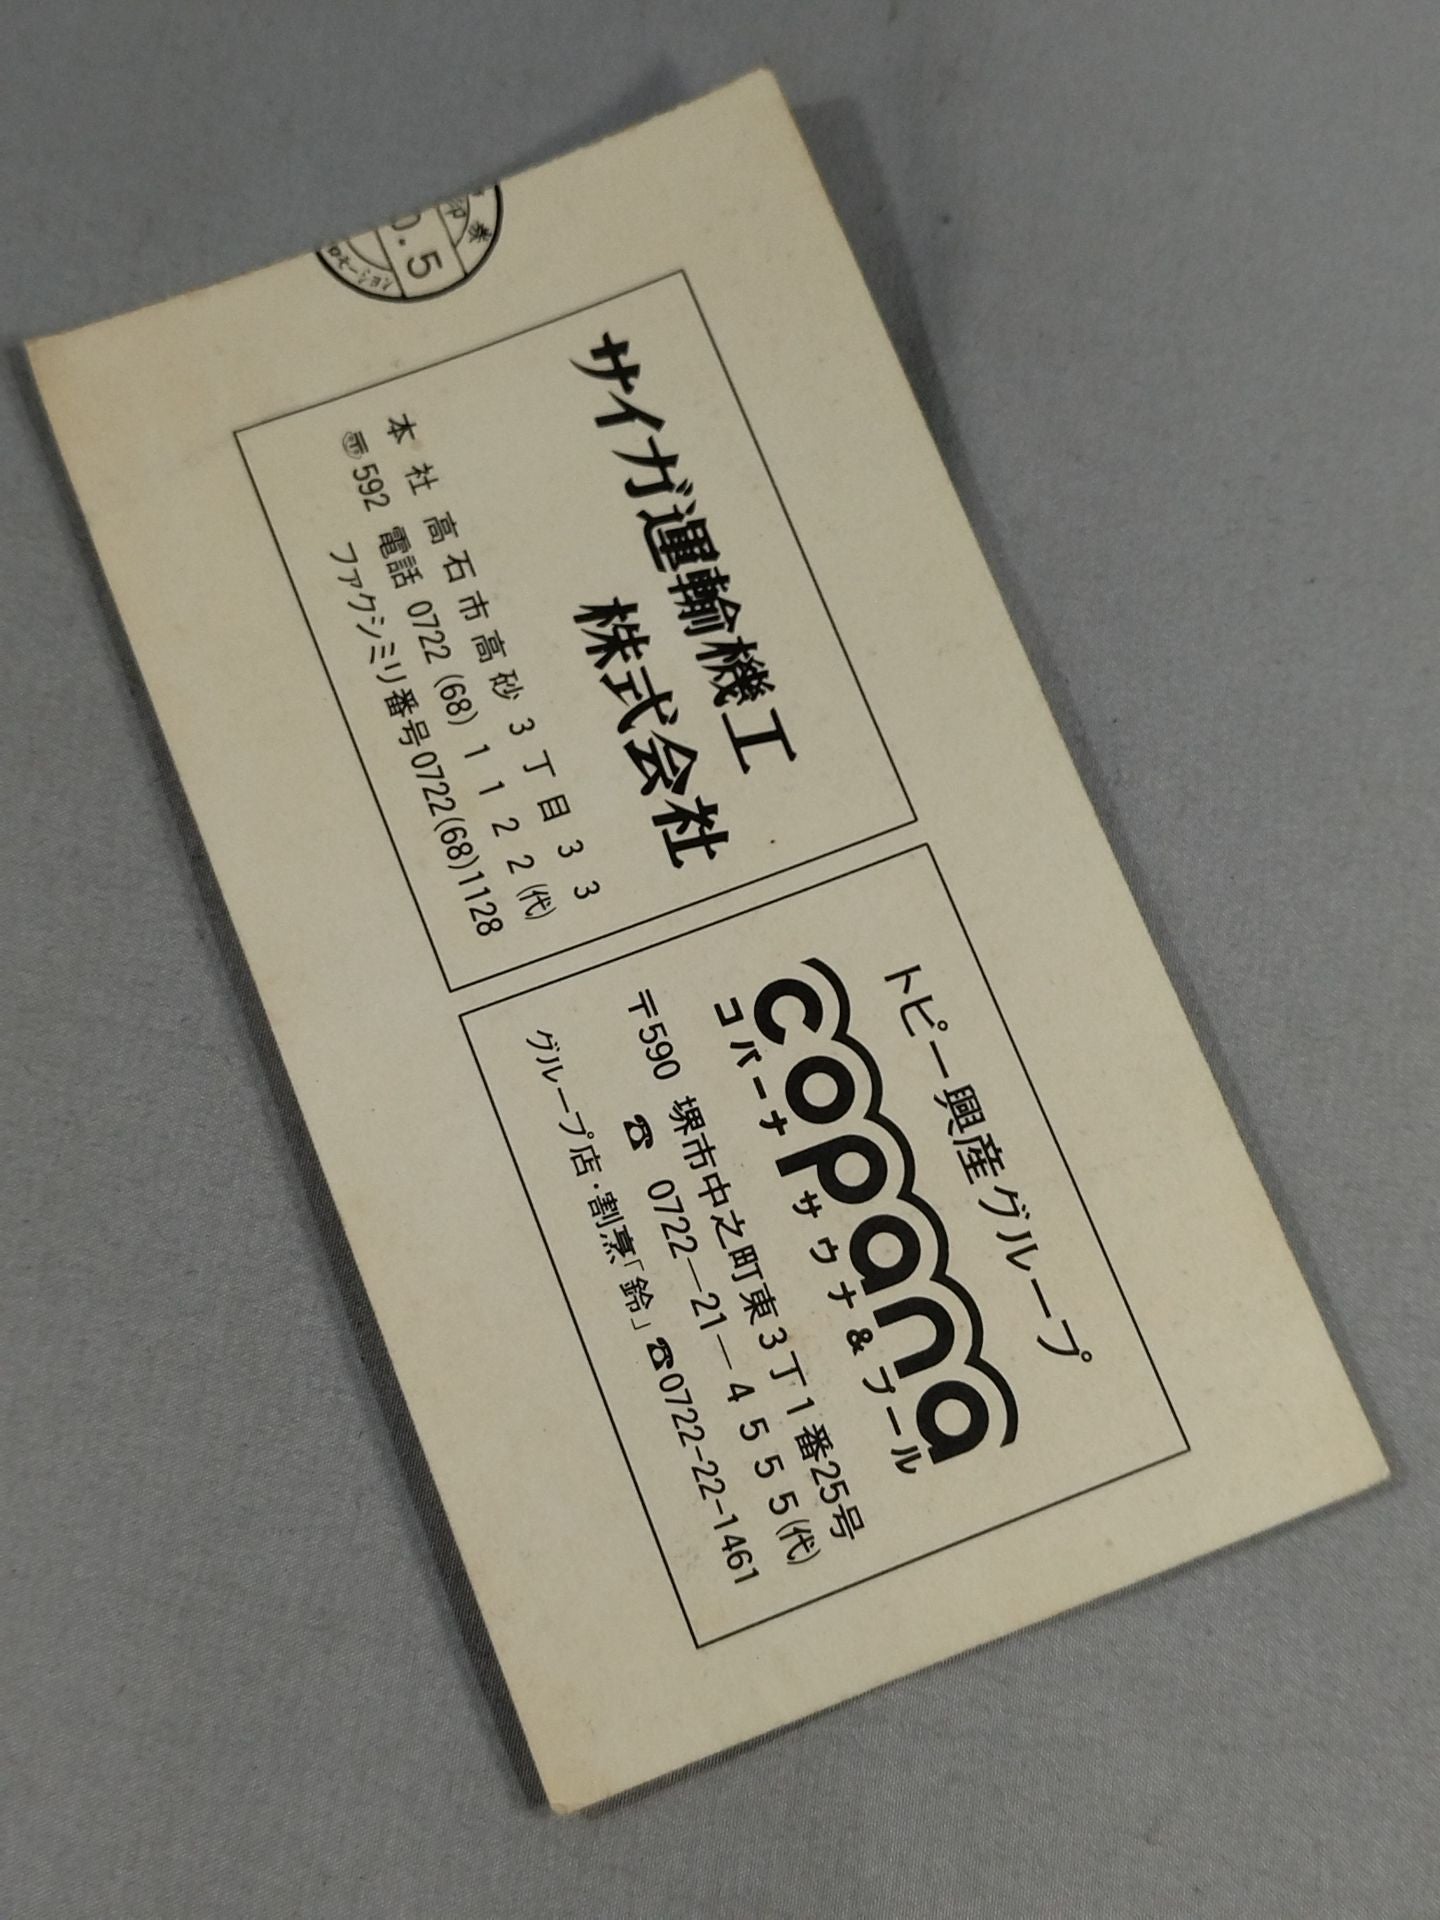 0.5
サイガ運輸機工
株式会社
本社 高石市高砂3丁目33
〠592 電話 0722(68)1122(代)
ファクシミリ番号0722(68)1128
トピー興産グループ
copana
コパーナ サウナ&プール
〒590 堺市中之町東3丁1番25号
☎ 0722―21―4555(代)
グループ店・割烹「鈴」☎0722-22-1461